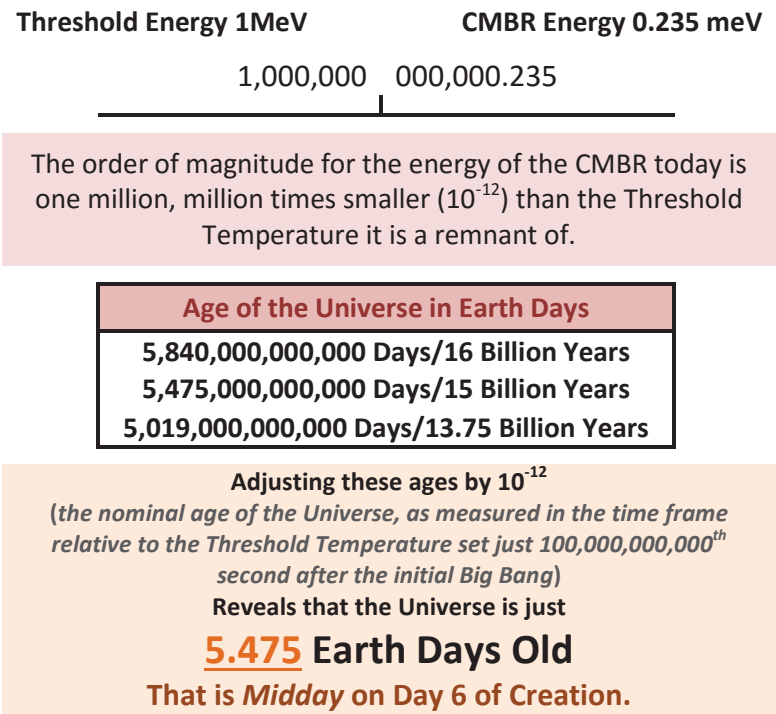 Threshold Energy 1MeV CMBR Energy 0.235 meV
1,000,000 000,000.235
The order of magnitude for the energy of the CMBR today is
one million, million times smaller (10⁻¹²) than the Threshold
Temperature it is a remnant of.
Age of the Universe in Earth Days
5,840,000,000,000 Days/16 Billion Years
5,475,000,000,000 Days/15 Billion Years
5,019,000,000,000 Days/13.75 Billion Years
Adjusting these ages by 10⁻¹²
(the nominal age of the Universe, as measured in the time frame
relative to the Threshold Temperature set just 100,000,000,000ᵗʰ
second after the initial Big Bang)
Reveals that the Universe is just
5.475 Earth Days Old
That is Midday on Day 6 of Creation.